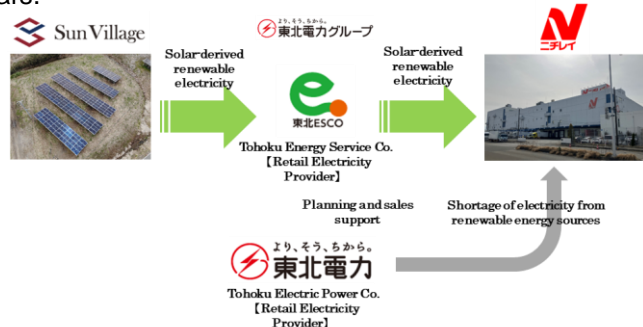 ars.
Sun Village
Solar-derived
renewable
electricity
より、そう、ちから。
東北電力グループ
e
東北ESCO
Tohoku Energy Service Co.
【Retail Electricity
Provider】
Solar-derived
renewable
electricity
N
ニチレイ
Planning and sales
support
Shortage of electricity from
renewable energy sources
より、そう、ちから。
東北電力
Tohoku Electric Power Co.
【Retail Electricity
Provider】